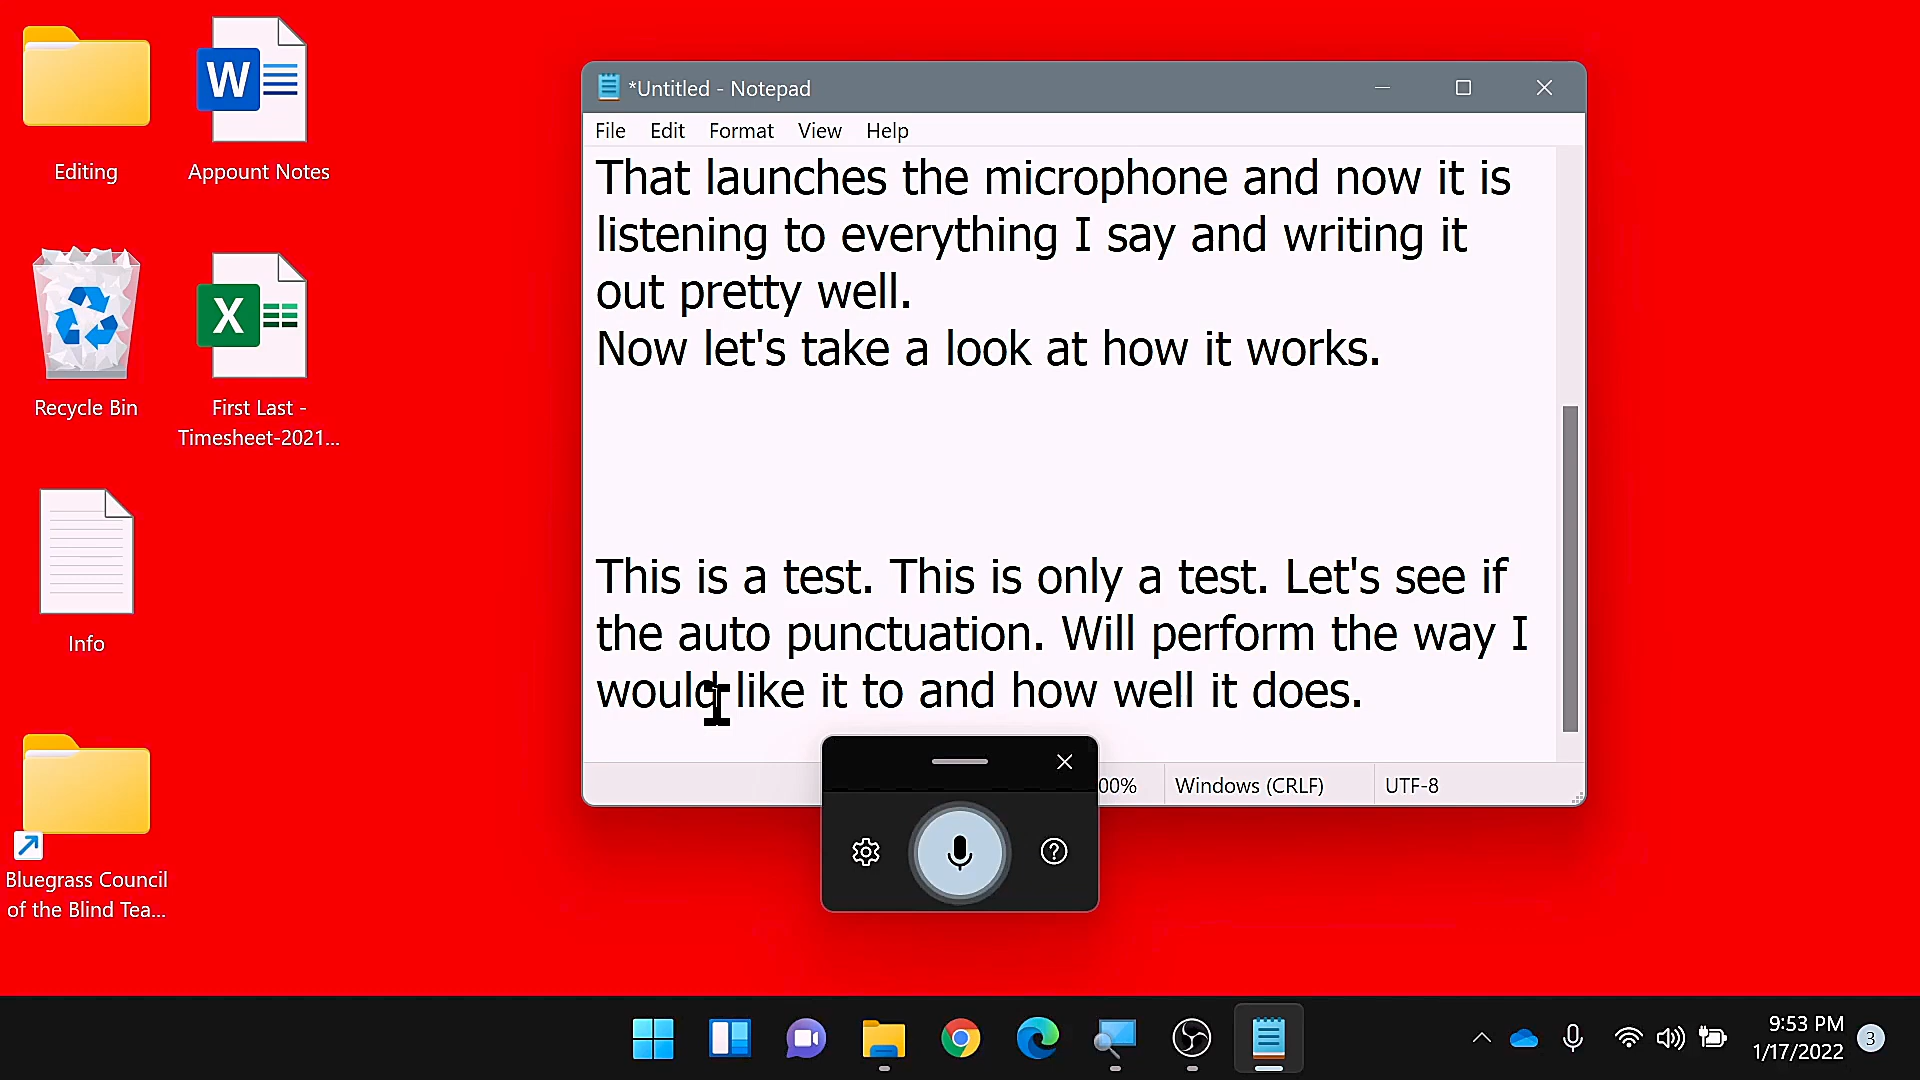 Editing
Appount Notes
Recycle Bin
First Last -
Timesheet-2021...
Info
Bluegrass Council
of the Blind Tea...
*Untitled - Notepad
File Edit Format View Help
That launches the microphone and now it is
listening to everything I say and writing it
out pretty well.
Now let's take a look at how it works.
This is a test. This is only a test. Let's see if
the auto punctuation. Will perform the way I
would like it to and how well it does.
00% Windows (CRLF) UTF-8
9:53 PM
1/17/2022
3